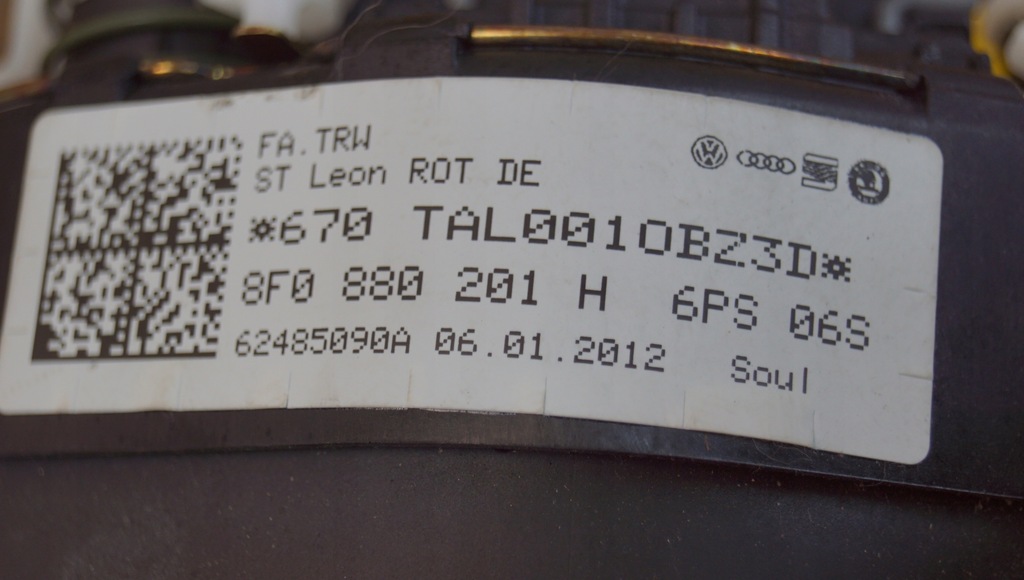 FA.TRW
ST Leon ROT DE
*670 TAL0010BZ3D*
8F0 880 201 H 6PS 06S
62485090A 06.01.2012 Soul